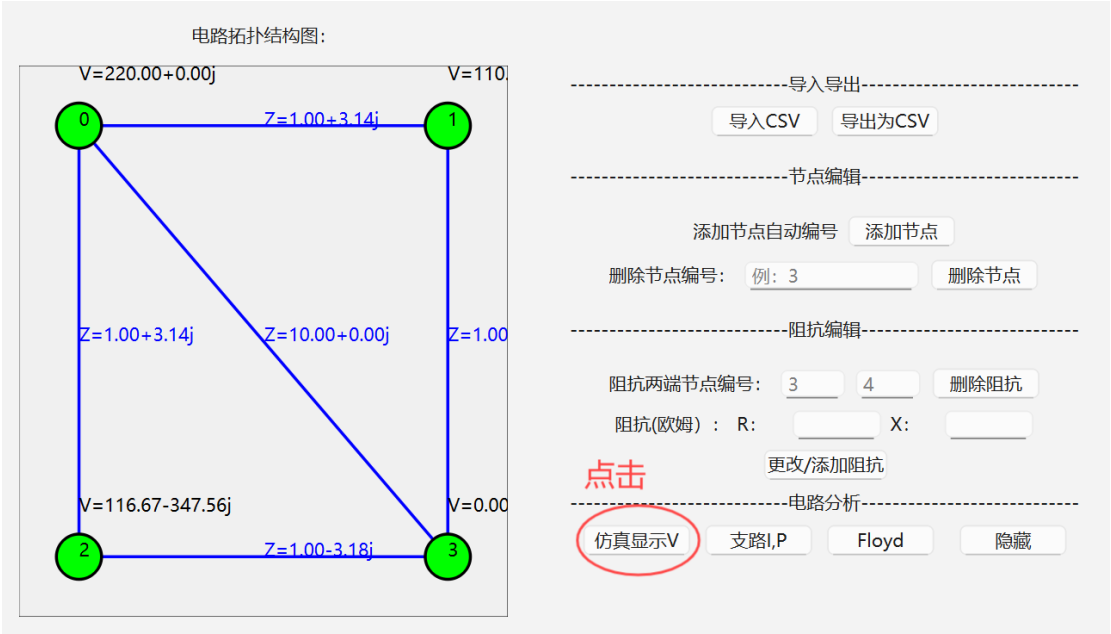 电路拓扑结构图：
V=220.00+0.00j
V=110.
0
Z=1.00+3.14j
1
Z=1.00+3.14j
Z=10.00+0.00j
Z=1.00
V=116.67-347.56j
V=0.00
2
Z=1.00-3.18j
3
---------------------------导入导出---------------------------
导入CSV
导出为CSV
---------------------------节点编辑---------------------------
添加节点自动编号
添加节点
删除节点编号：
例：3
删除节点
---------------------------阻抗编辑---------------------------
阻抗两端节点编号：
3
4
删除阻抗
阻抗(欧姆) ： R:
X:
更改/添加阻抗
点击
---------------------------电路分析---------------------------
仿真显示V
支路I,P
Floyd
隐藏